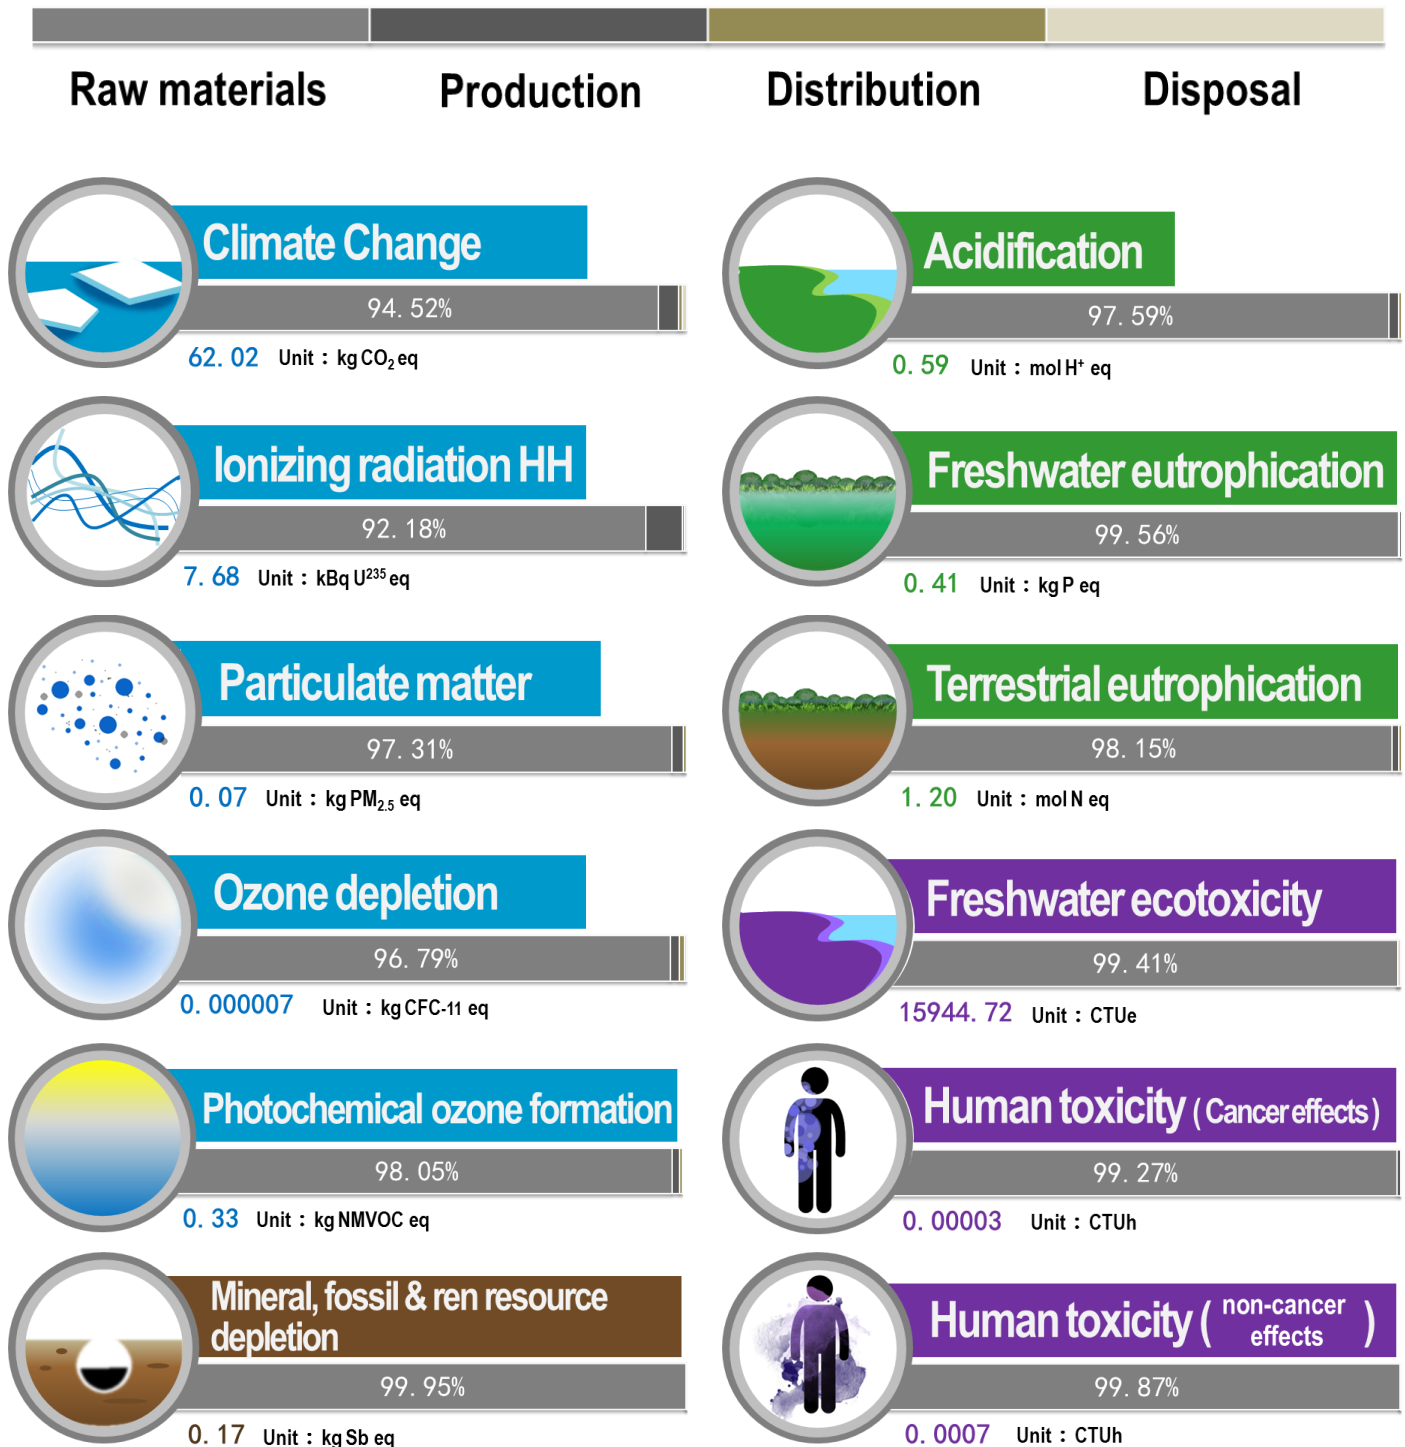 Raw materials
Production
Distribution
Disposal
Climate Change
94.52%
62.02 Unit : kg CO₂ eq
Ionizing radiation HH
92.18%
7.68 Unit : kBq U²³⁵ eq
Particulate matter
97.31%
0.07 Unit : kg PM₂.₅ eq
Ozone depletion
96.79%
0.000007 Unit : kg CFC-11 eq
Photochemical ozone formation
98.05%
0.33 Unit : kg NMVOC eq
Mineral, fossil & ren resource
depletion
99.95%
0.17 Unit : kg Sb eq
Acidification
97.59%
0.59 Unit : mol H⁺ eq
Freshwater eutrophication
99.56%
0.41 Unit : kg P eq
Terrestrial eutrophication
98.15%
1.20 Unit : mol N eq
Freshwater ecotoxicity
99.41%
15944.72 Unit : CTUe
Human toxicity ( Cancer effects )
99.27%
0.00003 Unit : CTUh
Human toxicity ( non-cancer
effects )
99.87%
0.0007 Unit : CTUh